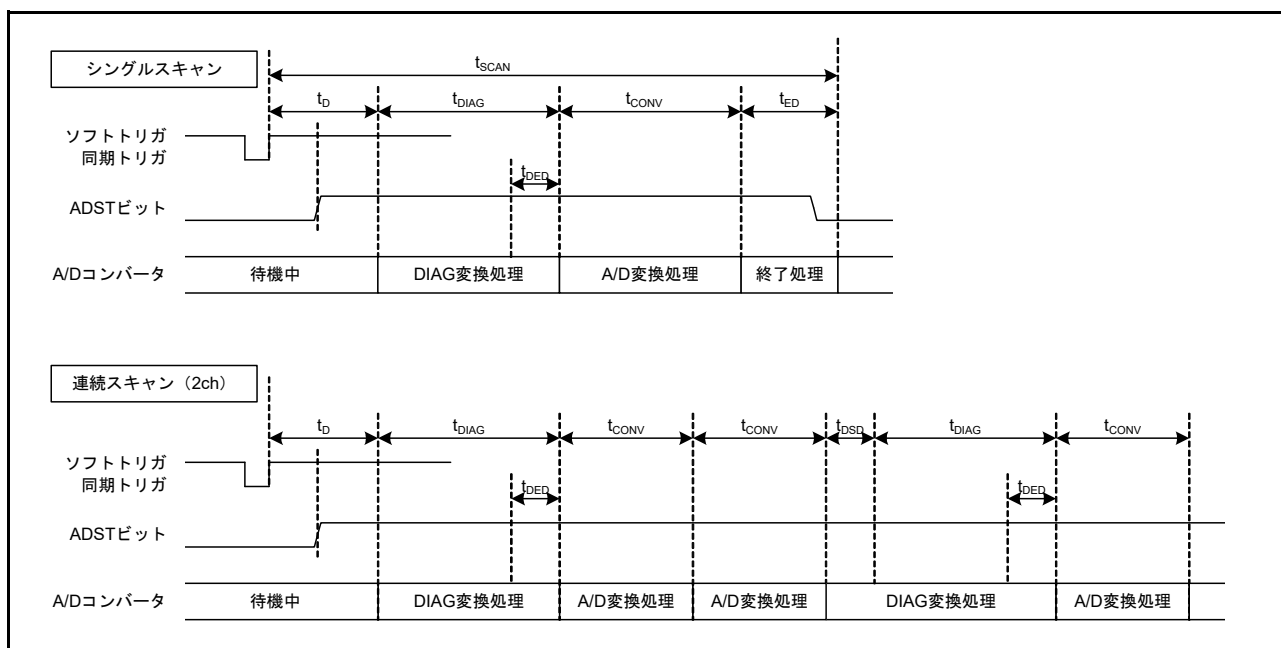 シングルスキャン
tSCAN
tD tDIAG tCONV tED
ソフトトリガ
同期トリガ
tDED
ADSTビット
A/Dコンバータ 待機中 DIAG変換処理 A/D変換処理 終了処理
連続スキャン（2ch）
tD tDIAG tCONV tCONV tDSD tDIAG tCONV
ソフトトリガ
同期トリガ
tDED tDED
ADSTビット
A/Dコンバータ 待機中 DIAG変換処理 A/D変換処理 A/D変換処理 DIAG変換処理 A/D変換処理